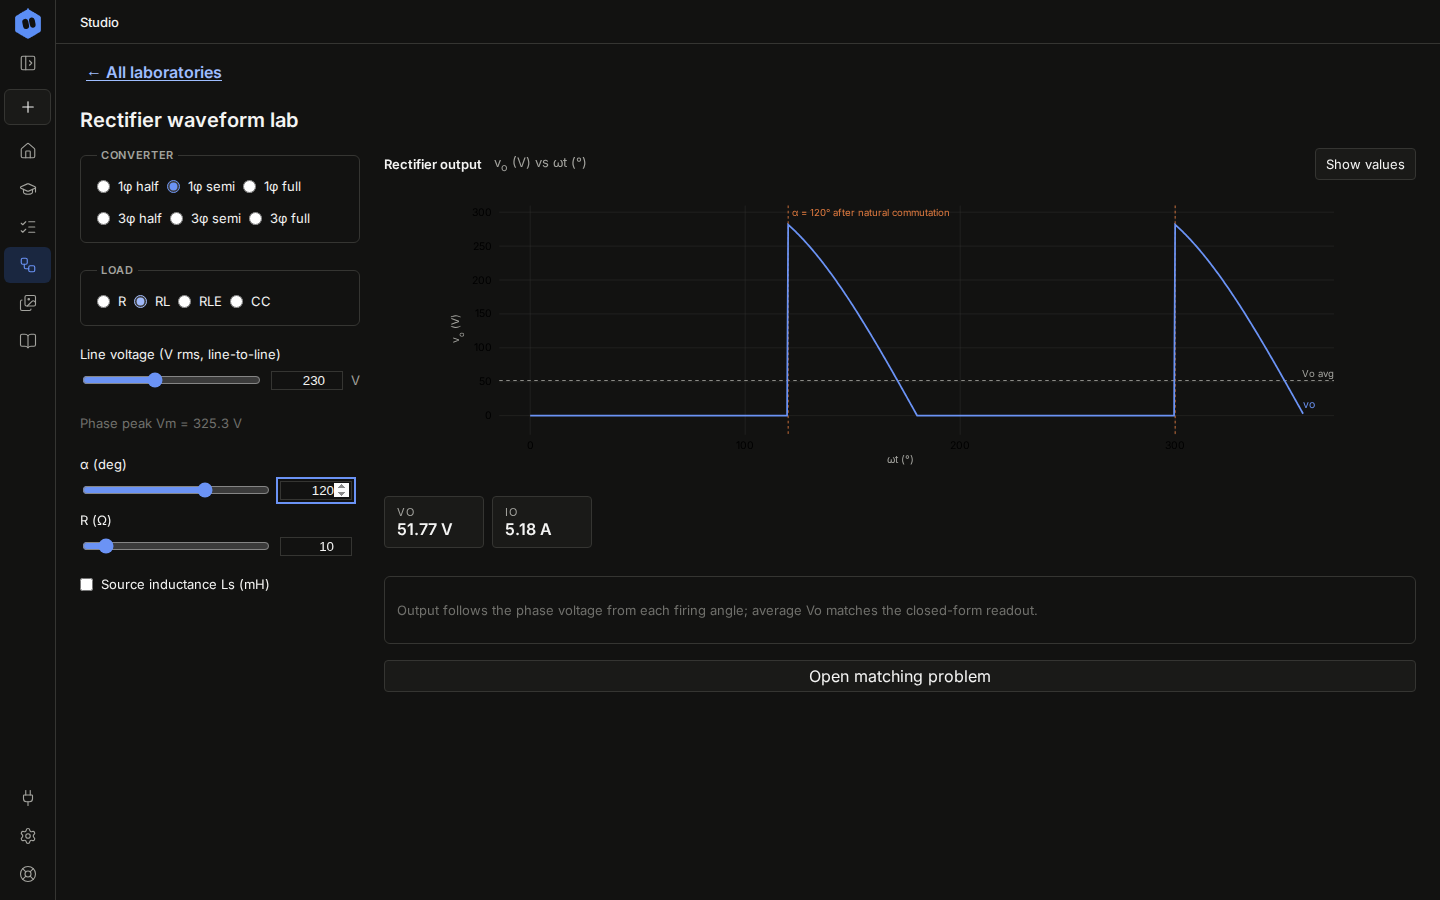 Studio
← All laboratories
Rectifier waveform lab
CONVERTER
1φ half 1φ semi 1φ full
3φ half 3φ semi 3φ full
LOAD
R RL RLE CC
Line voltage (V rms, line-to-line)
230 V
Phase peak Vm = 325.3 V
α (deg)
120
R (Ω)
10
Source inductance Ls (mH)
Rectifier output vo (V) vs ωt (°)
Show values
α = 120° after natural commutation
300
250
200
150
100
50
0
vo (V)
Vo avg
vo
0 100 200 300
ωt (°)
VO
51.77 V
IO
5.18 A
Output follows the phase voltage from each firing angle; average Vo matches the closed-form readout.
Open matching problem